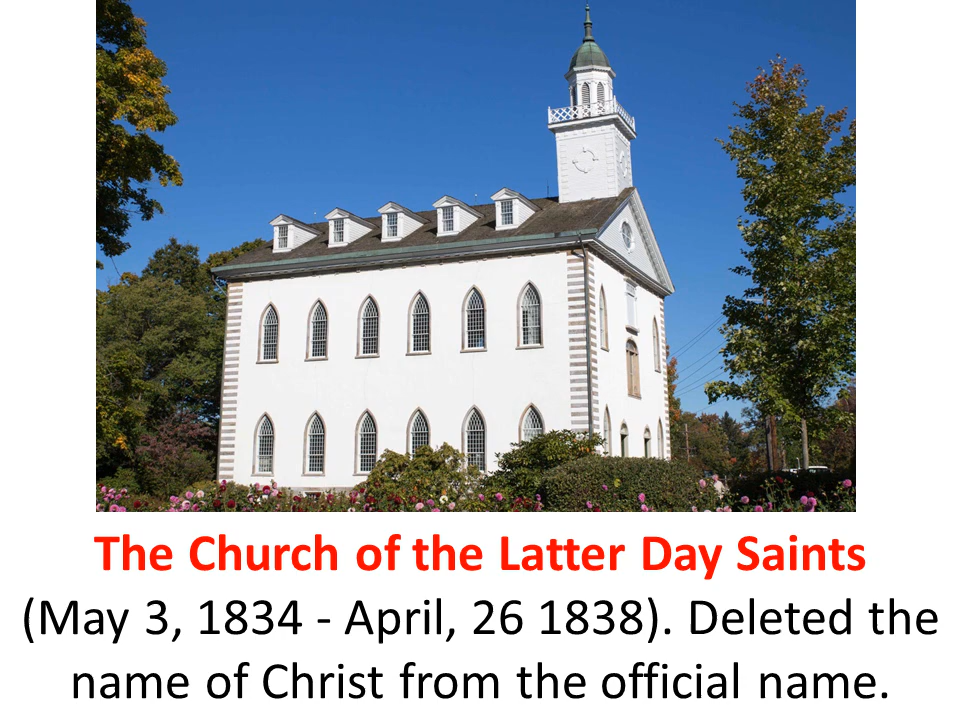 The Church of the Latter Day Saints
(May 3, 1834 - April, 26 1838). Deleted the
name of Christ from the official name.